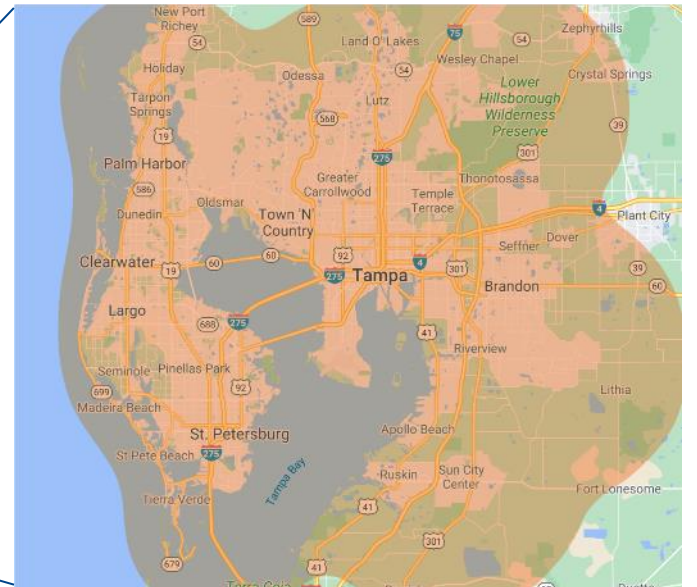 New Port
Richey
589
Land O' Lakes
75
54
Zephyrhills
54
Wesley Chapel
Holiday
Odessa
54
Crystal Springs
Tarpon
Springs
Lutz
Lower
Hillsborough
Wilderness
Preserve
568
39
19
275
301
Palm Harbor
Greater
Carrollwood
Thonotosassa
586
Temple
Terrace
Oldsmar
4
Dunedin
Town 'N'
Country
Plant City
Dover
Seffner
92
Clearwater
60
60
4
301
39
19
275
Tampa
Brandon
60
Largo
688
275
41
Riverview
Seminole
Pinellas Park
92
Lithia
699
Madeira Beach
St. Petersburg
Apollo Beach
275
St Pete Beach
Tampa Bay
Ruskin
Sun City
Center
Tierra Verde
Fort Lonesome
41
301
679
41
Terra Ceia